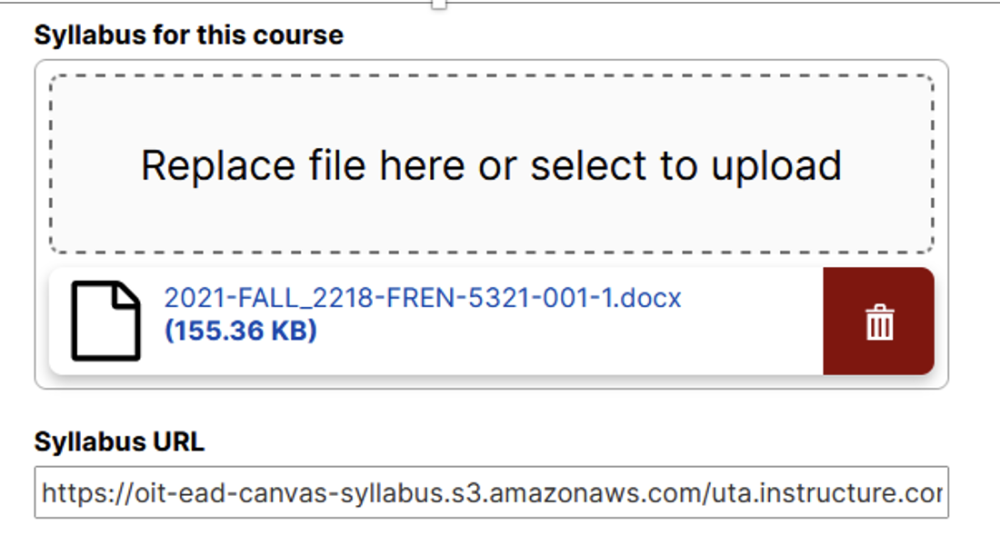 Syllabus for this course
Replace file here or select to upload
2021-FALL_2218-FREN-5321-001-1.docx
(155.36 KB)
Syllabus URL
https://oit-ead-canvas-syllabus.s3.amazonaws.com/uta.instructure.cor